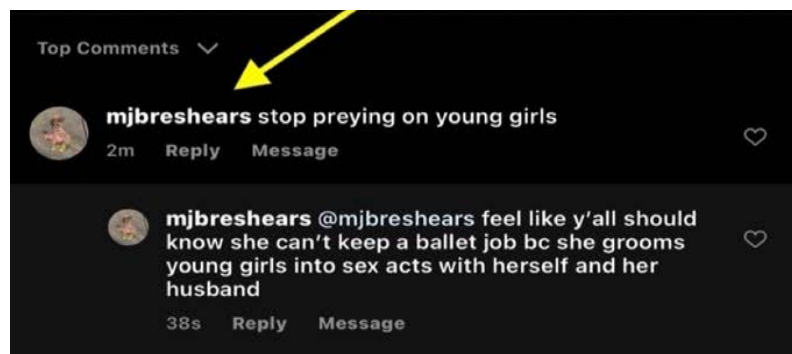 Top Comments
mjbreshears stop preying on young girls
2m Reply Message
mjbreshears @mjbreshears feel like y'all should
know she can't keep a ballet job bc she grooms
young girls into sex acts with herself and her
husband
38s Reply Message